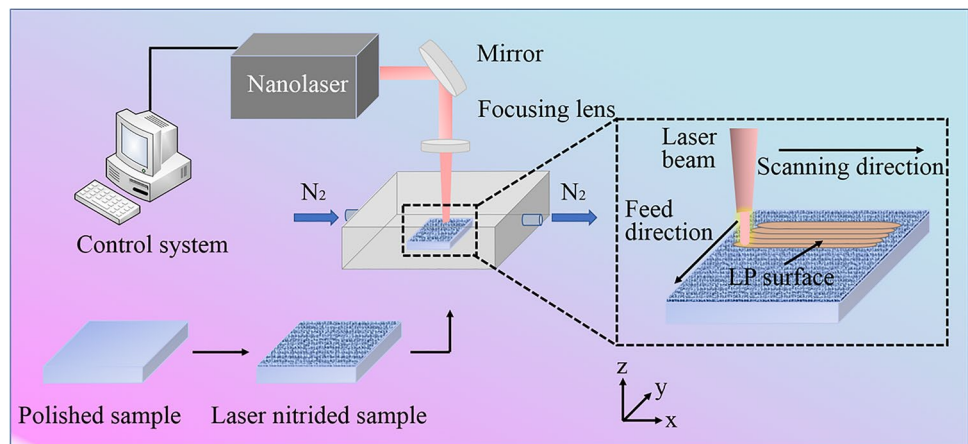 Nanolaser
Mirror
Focusing lens
Control system
N₂
N₂
Laser
beam
Scanning direction
Feed
direction
LP surface
Polished sample
Laser nitrided sample
z
y
x